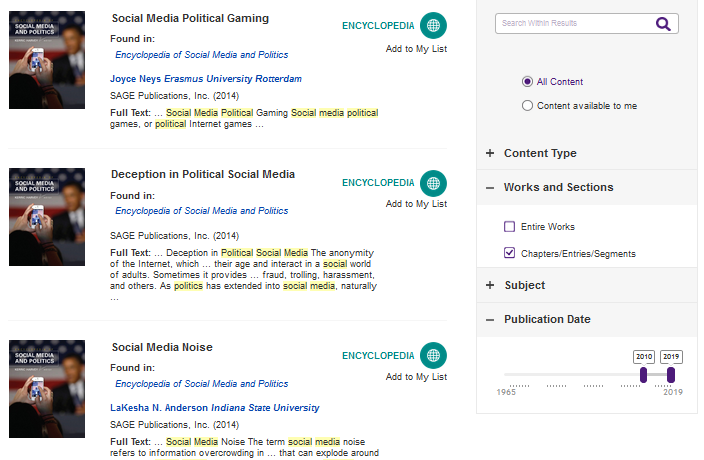 SOCIAL MEDIA
AND POLITICS
Social Media Political Gaming
ENCYCLOPEDIA
Add to My List
Found in:
Encyclopedia of Social Media and Politics
Joyce Neys Erasmus University Rotterdam
SAGE Publications, Inc. (2014)
Full Text: ... Social Media Political Gaming Social media political
games, or political Internet games ...
SOCIAL MEDIA
AND POLITICS
Deception in Political Social Media
ENCYCLOPEDIA
Add to My List
Found in:
Encyclopedia of Social Media and Politics
SAGE Publications, Inc. (2014)
Full Text: ... Deception in Political Social Media The anonymity
of the Internet, which ... their age and interact in a social world
of adults. Sometimes it provides ... fraud, trolling, harassment,
and others. As politics has extended into social media, naturally
...
SOCIAL MEDIA
AND POLITICS
Social Media Noise
ENCYCLOPEDIA
Add to My List
Found in:
Encyclopedia of Social Media and Politics
LaKesha N. Anderson Indiana State University
SAGE Publications, Inc. (2014)
Full Text: ... Social Media Noise The term social media noise
refers to information overcrowding in ... that can explode around
Search Within Results
All Content
Content available to me
+ Content Type
− Works and Sections
Entire Works
Chapters/Entries/Segments
+ Subject
− Publication Date
2010 2019
1965 2019